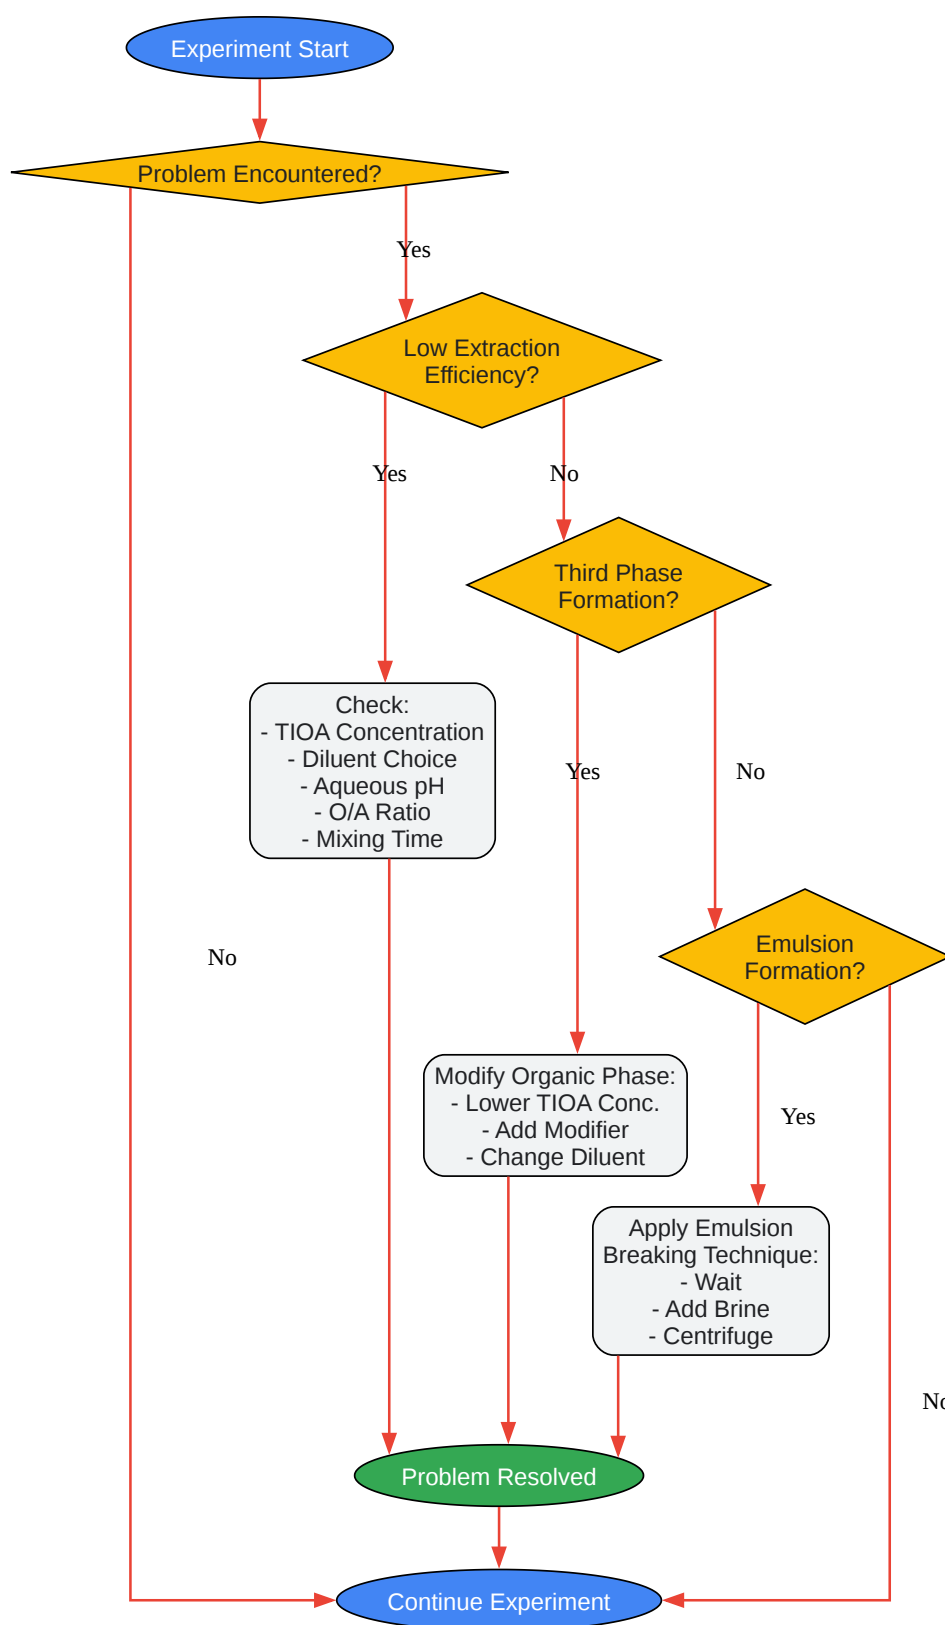 Experiment Start
Problem Encountered?
Yes
Low Extraction
Efficiency?
Yes
No
Third Phase
Formation?
Check:
- TIOA Concentration
- Diluent Choice
- Aqueous pH
- O/A Ratio
- Mixing Time
Yes
No
No
Emulsion
Formation?
Modify Organic Phase:
- Lower TIOA Conc.
- Add Modifier
- Change Diluent
Yes
Apply Emulsion
Breaking Technique:
- Wait
- Add Brine
- Centrifuge
No
Problem Resolved
Continue Experiment